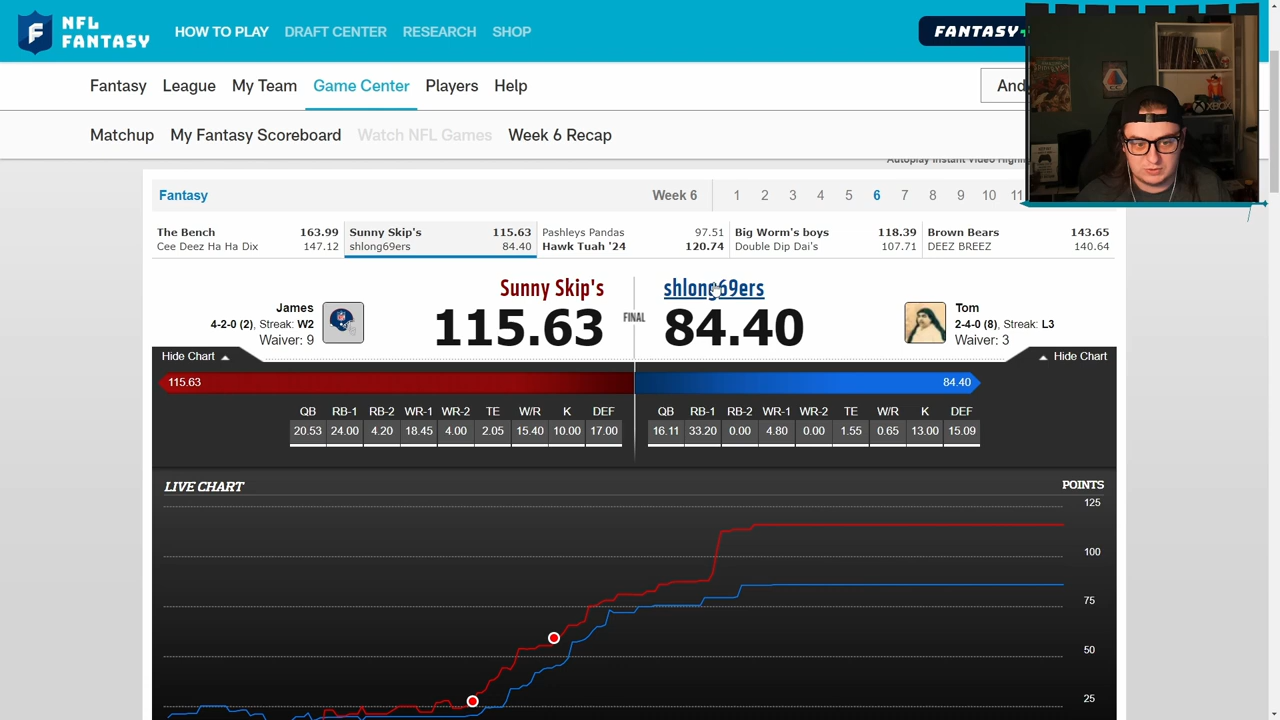 NFL FANTASY
HOW TO PLAY DRAFT CENTER RESEARCH SHOP
FANTASY+
Fantasy League My Team Game Center Players Help
Matchup My Fantasy Scoreboard Watch NFL Games Week 6 Recap
Fantasy Week 6 1 2 3 4 5 6 7 8 9 10 11
The Bench 163.99 Sunny Skip's 115.63 Pashleys Pandas 97.51 Big Worm's boys 118.39 Brown Bears 143.65
Cee Deez Ha Ha Dix 147.12 shlong69ers 84.40 Hawk Tuah '24 120.74 Double Dip Dai's 107.71 DEEZ BREEZ 140.64
Sunny Skip's shlong69ers
James 115.63 FINAL 84.40 Tom
4-2-0 (2), Streak: W2 2-4-0 (8), Streak: L3
Waiver: 9 Waiver: 3
Hide Chart Hide Chart
115.63 84.40
QB RB-1 RB-2 WR-1 WR-2 TE W/R K DEF QB RB-1 RB-2 WR-1 WR-2 TE W/R K DEF
20.53 24.00 4.20 18.45 4.00 2.05 15.40 10.00 17.00 16.11 33.20 0.00 4.80 0.00 1.55 0.65 13.00 15.09
LIVE CHART POINTS
125
100
75
50
25